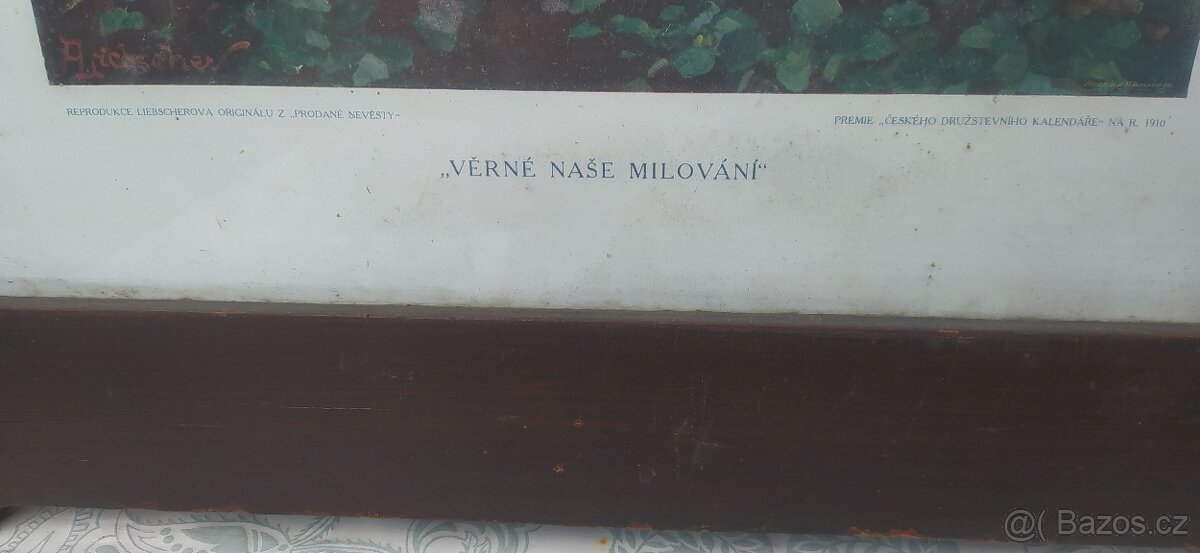 A Liebscher
REPRODUKCE LIEBSCHEROVA ORIGINÁLU Z „PRODANÉ NEVĚSTY“
PREMIE „ČESKÉHO DRUŽSTEVNÍHO KALENDÁŘE“ NA R. 1910
„VĚRNÉ NAŠE MILOVÁNÍ“
@( Bazos.cz